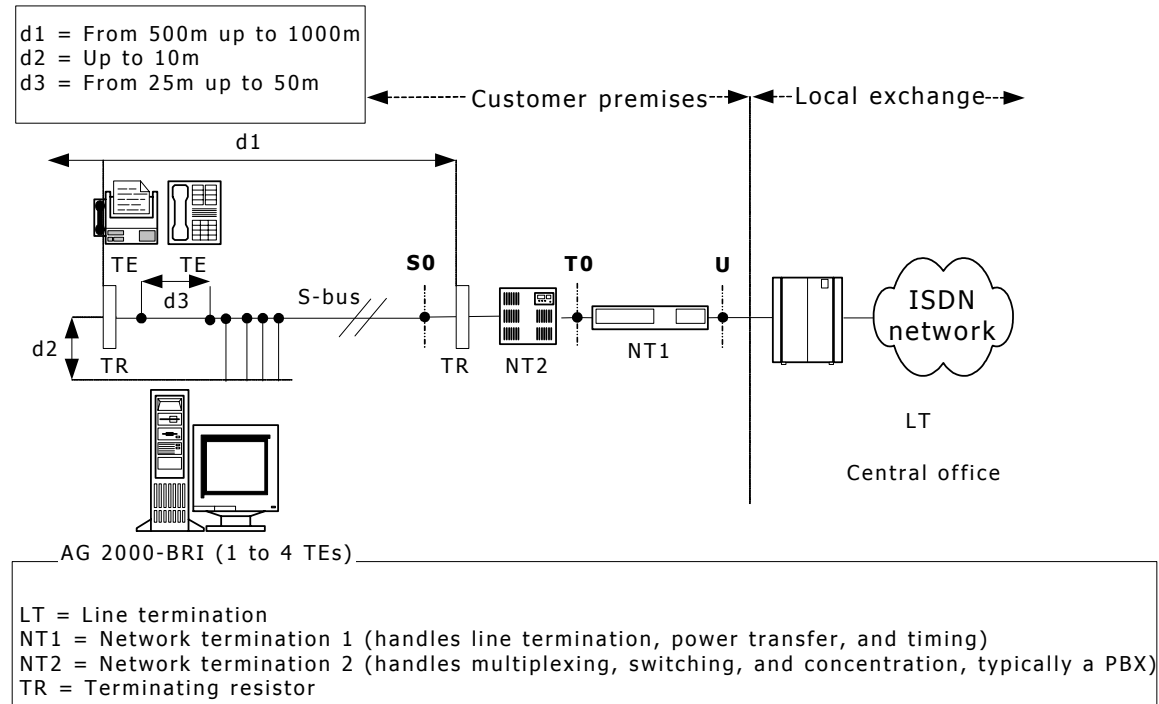 d1 = From 500m up to 1000m
d2 = Up to 10m
d3 = From 25m up to 50m
Customer premises
Local exchange
d1
TE
TE
S0
T0
U
d3
S-bus
ISDN
network
d2
TR
TR
NT2
NT1
LT
Central office
AG 2000-BRI (1 to 4 TEs)
LT = Line termination
NT1 = Network termination 1 (handles line termination, power transfer, and timing)
NT2 = Network termination 2 (handles multiplexing, switching, and concentration, typically a PBX)
TR = Terminating resistor